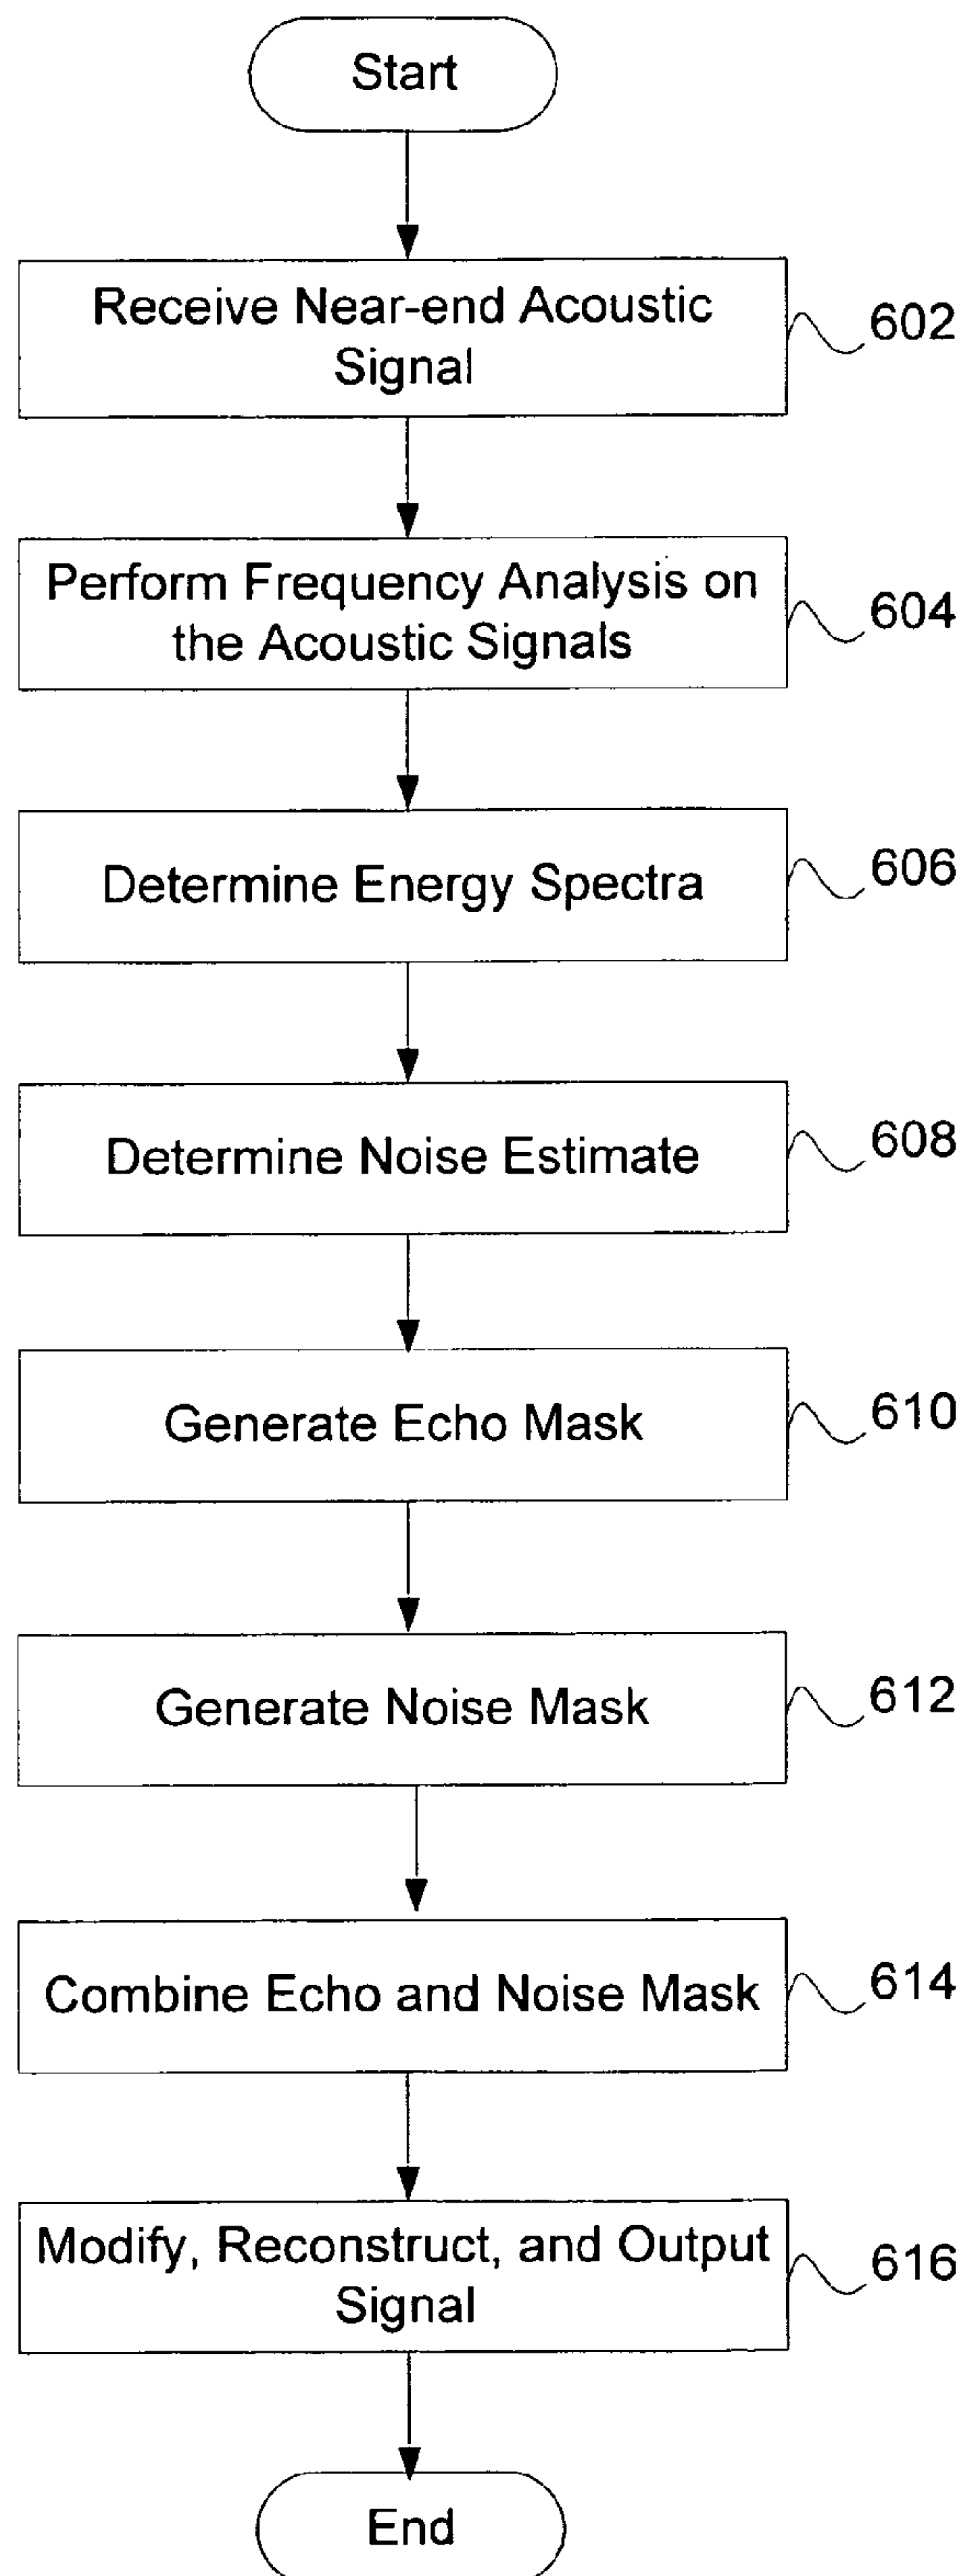 Start
Receive Near-end Acoustic
Signal
602
Perform Frequency Analysis on
the Acoustic Signals
604
Determine Energy Spectra
606
Determine Noise Estimate
608
Generate Echo Mask
610
Generate Noise Mask
612
Combine Echo and Noise Mask
614
Modify, Reconstruct, and Output
Signal
616
End